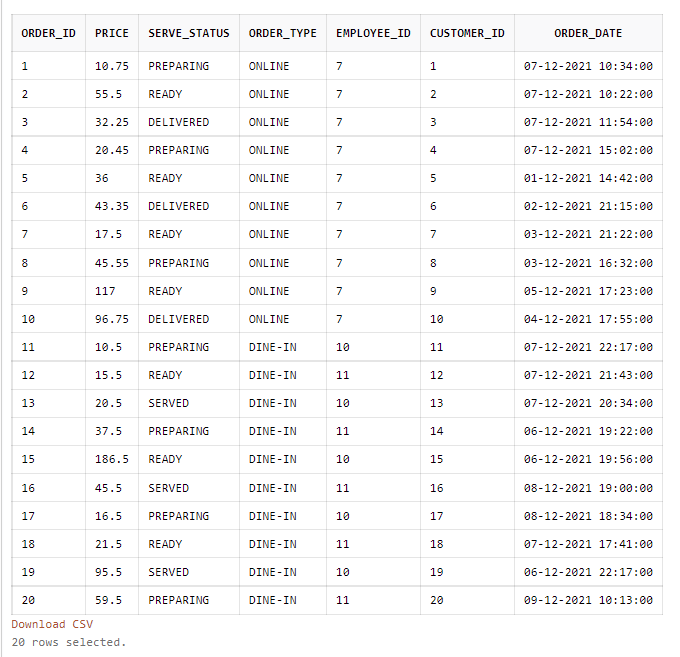 ORDER_ID PRICE SERVE_STATUS ORDER_TYPE EMPLOYEE_ID CUSTOMER_ID ORDER_DATE
1 10.75 PREPARING ONLINE 7 1 07-12-2021 10:34:00
2 55.5 READY ONLINE 7 2 07-12-2021 10:22:00
3 32.25 DELIVERED ONLINE 7 3 07-12-2021 11:54:00
4 20.45 PREPARING ONLINE 7 4 07-12-2021 15:02:00
5 36 READY ONLINE 7 5 01-12-2021 14:42:00
6 43.35 DELIVERED ONLINE 7 6 02-12-2021 21:15:00
7 17.5 READY ONLINE 7 7 03-12-2021 21:22:00
8 45.55 PREPARING ONLINE 7 8 03-12-2021 16:32:00
9 117 READY ONLINE 7 9 05-12-2021 17:23:00
10 96.75 DELIVERED ONLINE 7 10 04-12-2021 17:55:00
11 10.5 PREPARING DINE-IN 10 11 07-12-2021 22:17:00
12 15.5 READY DINE-IN 11 12 07-12-2021 21:43:00
13 20.5 SERVED DINE-IN 10 13 07-12-2021 20:34:00
14 37.5 PREPARING DINE-IN 11 14 06-12-2021 19:22:00
15 186.5 READY DINE-IN 10 15 06-12-2021 19:56:00
16 45.5 SERVED DINE-IN 11 16 08-12-2021 19:00:00
17 16.5 PREPARING DINE-IN 10 17 08-12-2021 18:34:00
18 21.5 READY DINE-IN 11 18 07-12-2021 17:41:00
19 95.5 SERVED DINE-IN 10 19 06-12-2021 22:17:00
20 59.5 PREPARING DINE-IN 11 20 09-12-2021 10:13:00
Download CSV
20 rows selected.